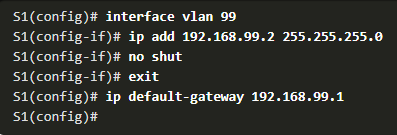 S1(config)# interface vlan 99
S1(config-if)# ip add 192.168.99.2 255.255.255.0
S1(config-if)# no shut
S1(config-if)# exit
S1(config)# ip default-gateway 192.168.99.1
S1(config)#